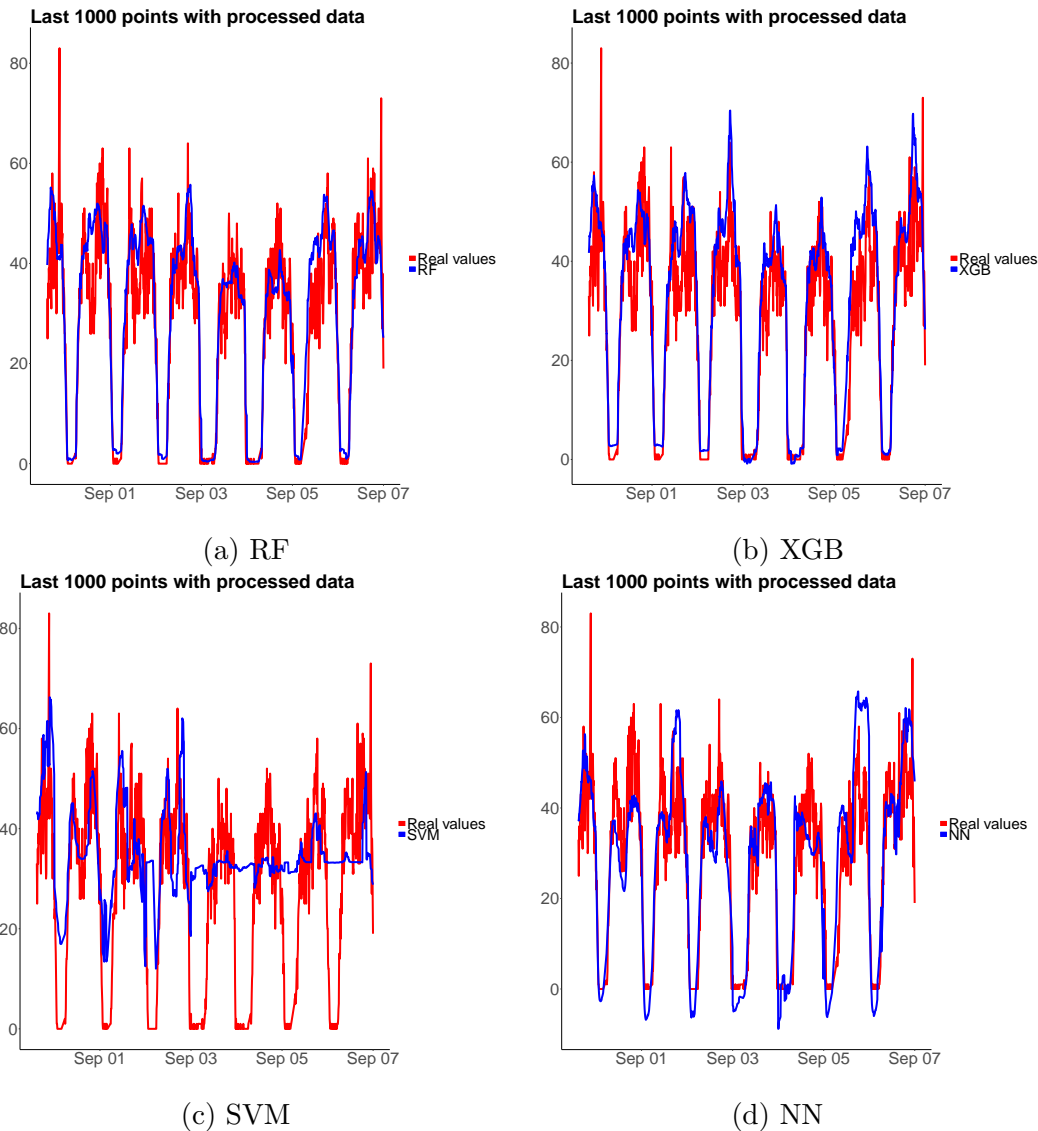 Last 1000 points with processed data
80
60
40
20
0
Sep 01 Sep 03 Sep 05 Sep 07
Real values
RF
(a) RF
Last 1000 points with processed data
80
60
40
20
0
Sep 01 Sep 03 Sep 05 Sep 07
Real values
XGB
(b) XGB
Last 1000 points with processed data
80
60
40
20
0
Sep 01 Sep 03 Sep 05 Sep 07
Real values
SVM
(c) SVM
Last 1000 points with processed data
80
60
40
20
0
Sep 01 Sep 03 Sep 05 Sep 07
Real values
NN
(d) NN